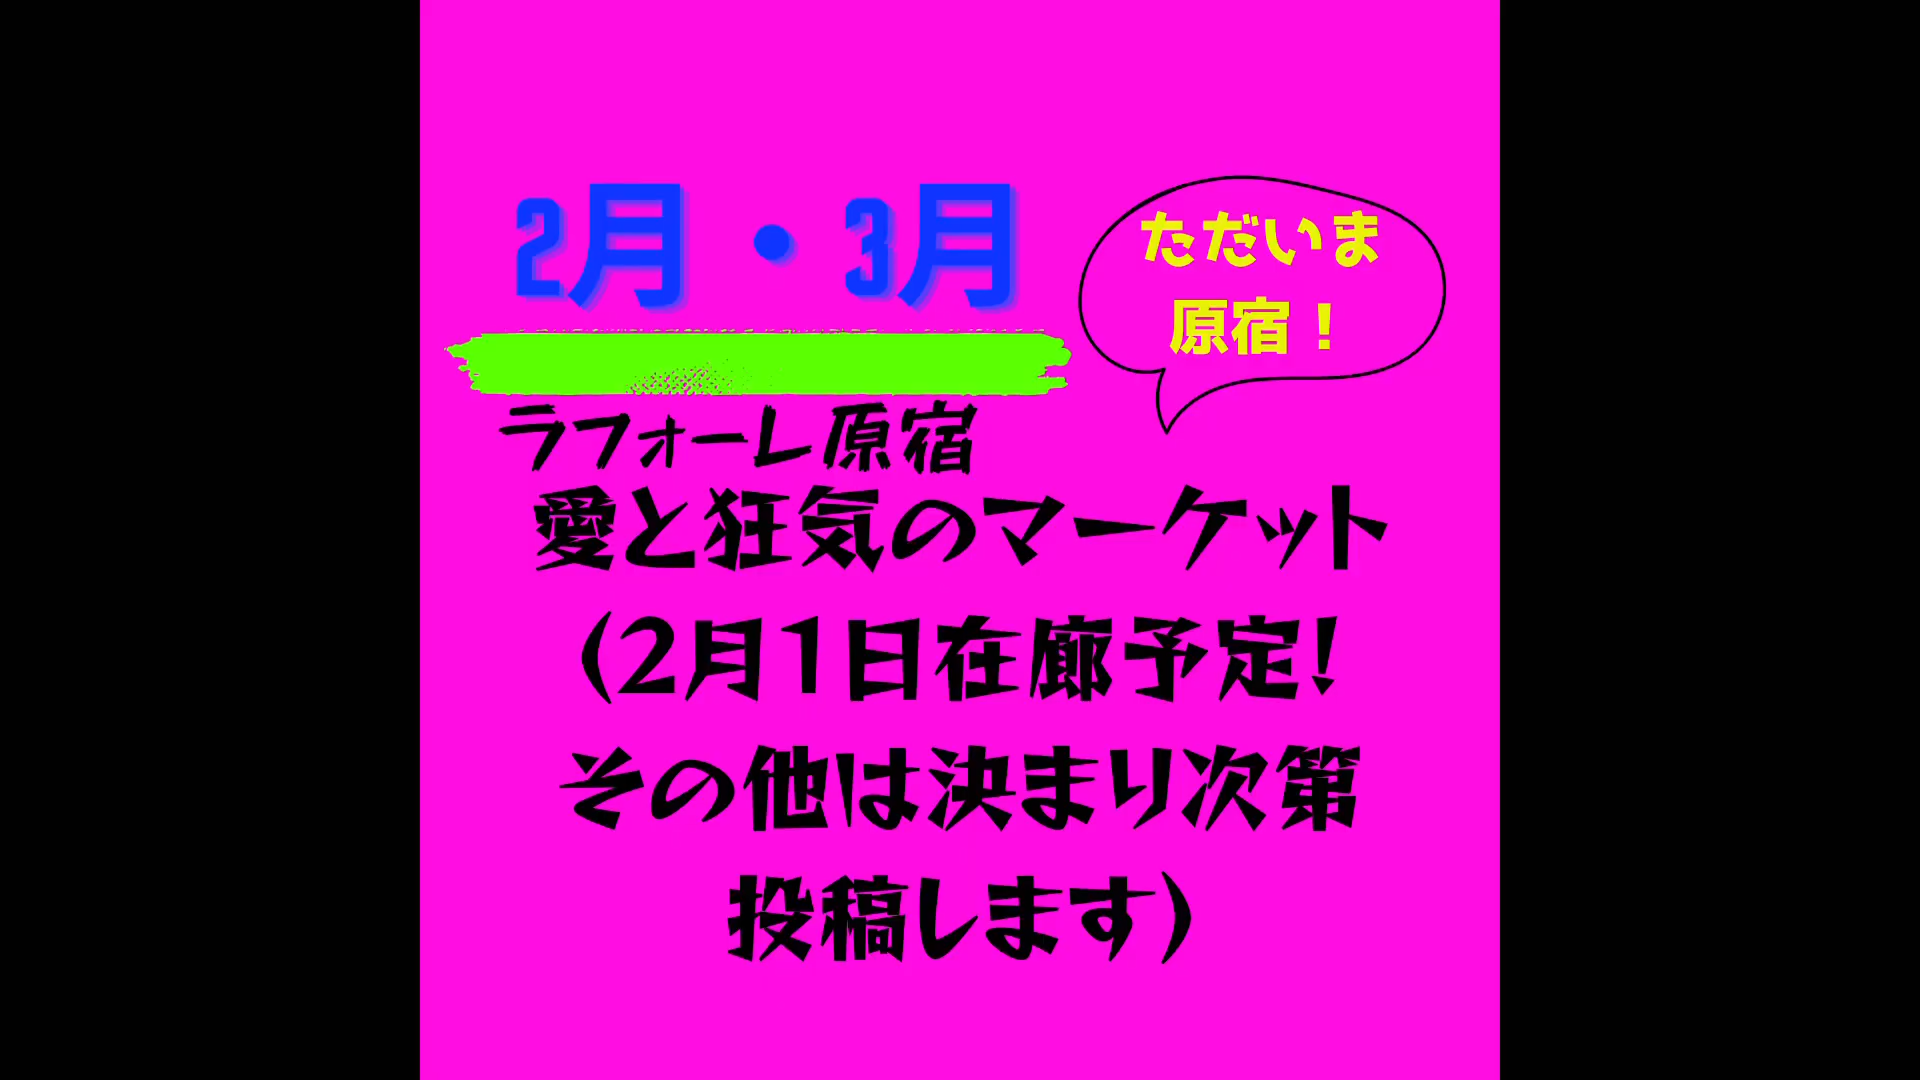 2月・3月
ただいま
原宿！
ラフォーレ原宿
愛と狂気のマーケット
(2月1日在廊予定!
その他は決まり次第
投稿します)